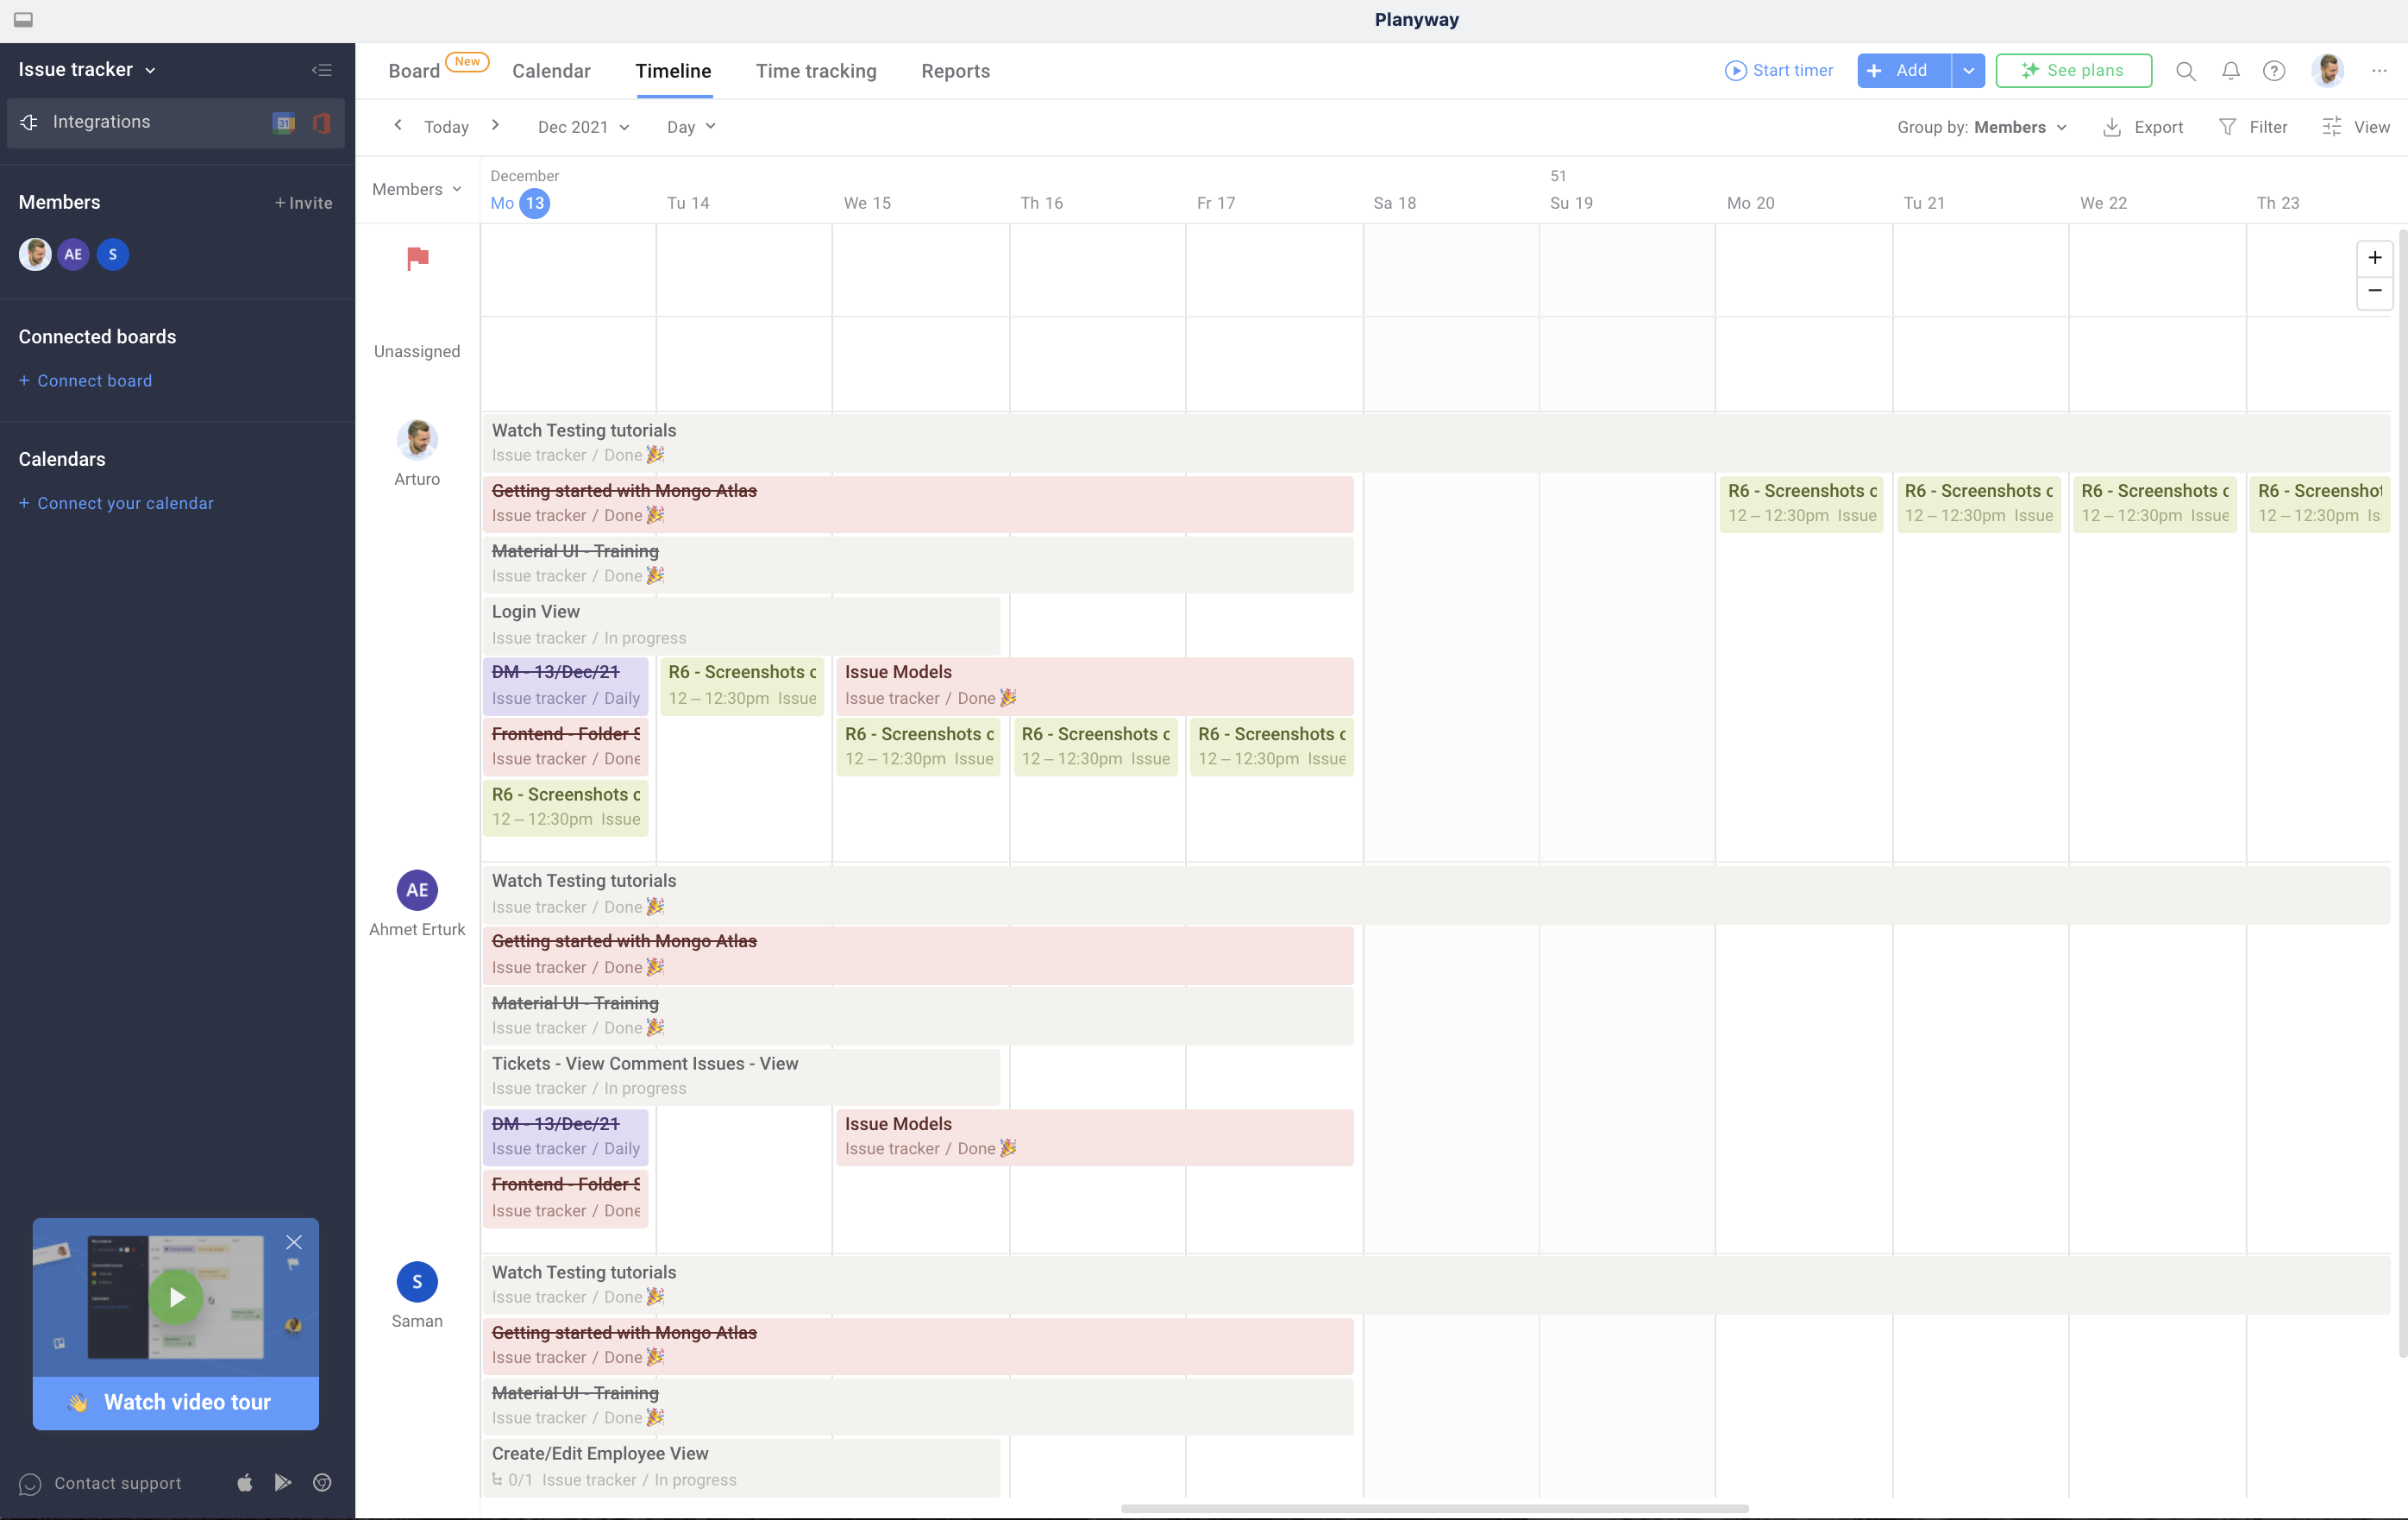 Planyway
Issue tracker
Board New Calendar Timeline Time tracking Reports
Start timer + Add See plans
Integrations 31
Today Dec 2021 Day
Group by: Members Export Filter View
Members + Invite
AE S
Connected boards
+ Connect board
Calendars
+ Connect your calendar
Watch video tour
Contact support
Members
December 51
Mo 13 Tu 14 We 15 Th 16 Fr 17 Sa 18 Su 19 Mo 20 Tu 21 We 22 Th 23
+
−
Unassigned
Arturo
Watch Testing tutorials
Issue tracker / Done 🎉
Getting started with Mongo Atlas
Issue tracker / Done 🎉
R6 - Screenshots c R6 - Screenshots c R6 - Screenshots c R6 - Screenshot
12 – 12:30pm Issue 12 – 12:30pm Issue 12 – 12:30pm Issue 12 – 12:30pm Is
Material UI - Training
Issue tracker / Done 🎉
Login View
Issue tracker / In progress
DM - 13/Dec/21 R6 - Screenshots c Issue Models
Issue tracker / Daily 12 – 12:30pm Issue Issue tracker / Done 🎉
Frontend - Folder S R6 - Screenshots c R6 - Screenshots c R6 - Screenshots c
Issue tracker / Done 12 – 12:30pm Issue 12 – 12:30pm Issue 12 – 12:30pm Issue
R6 - Screenshots c
12 – 12:30pm Issue
AE
Ahmet Erturk
Watch Testing tutorials
Issue tracker / Done 🎉
Getting started with Mongo Atlas
Issue tracker / Done 🎉
Material UI - Training
Issue tracker / Done 🎉
Tickets - View Comment Issues - View
Issue tracker / In progress
DM - 13/Dec/21 Issue Models
Issue tracker / Daily Issue tracker / Done 🎉
Frontend - Folder S
Issue tracker / Done
S
Saman
Watch Testing tutorials
Issue tracker / Done 🎉
Getting started with Mongo Atlas
Issue tracker / Done 🎉
Material UI - Training
Issue tracker / Done 🎉
Create/Edit Employee View
0/1 Issue tracker / In progress